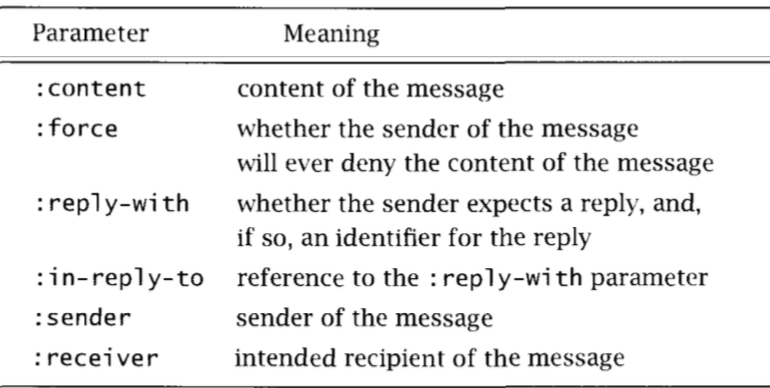 Parameter Meaning
:content content of the message
:force whether the sender of the message
will ever deny the content of the message
:reply-with whether the sender expects a reply, and,
if so, an identifier for the reply
:in-reply-to reference to the :reply-with parameter
:sender sender of the message
:receiver intended recipient of the message